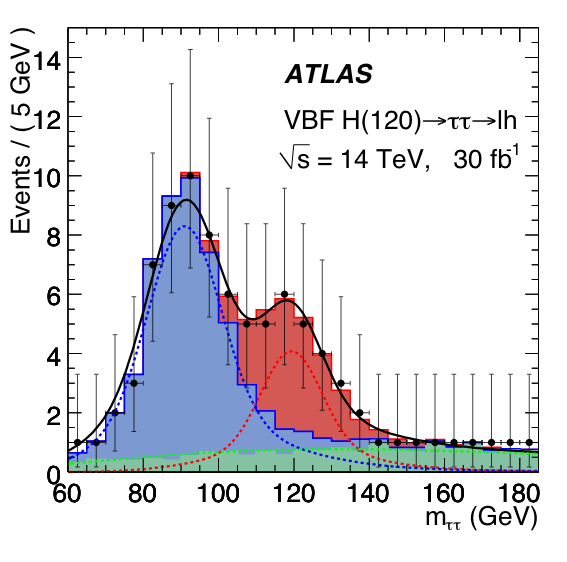 Events / ( 5 GeV )
14
12
10
8
6
4
2
0
ATLAS
VBF H(120)→ττ→lh
√s = 14 TeV, 30 fb⁻¹
60 80 100 120 140 160 180
m_ττ (GeV)